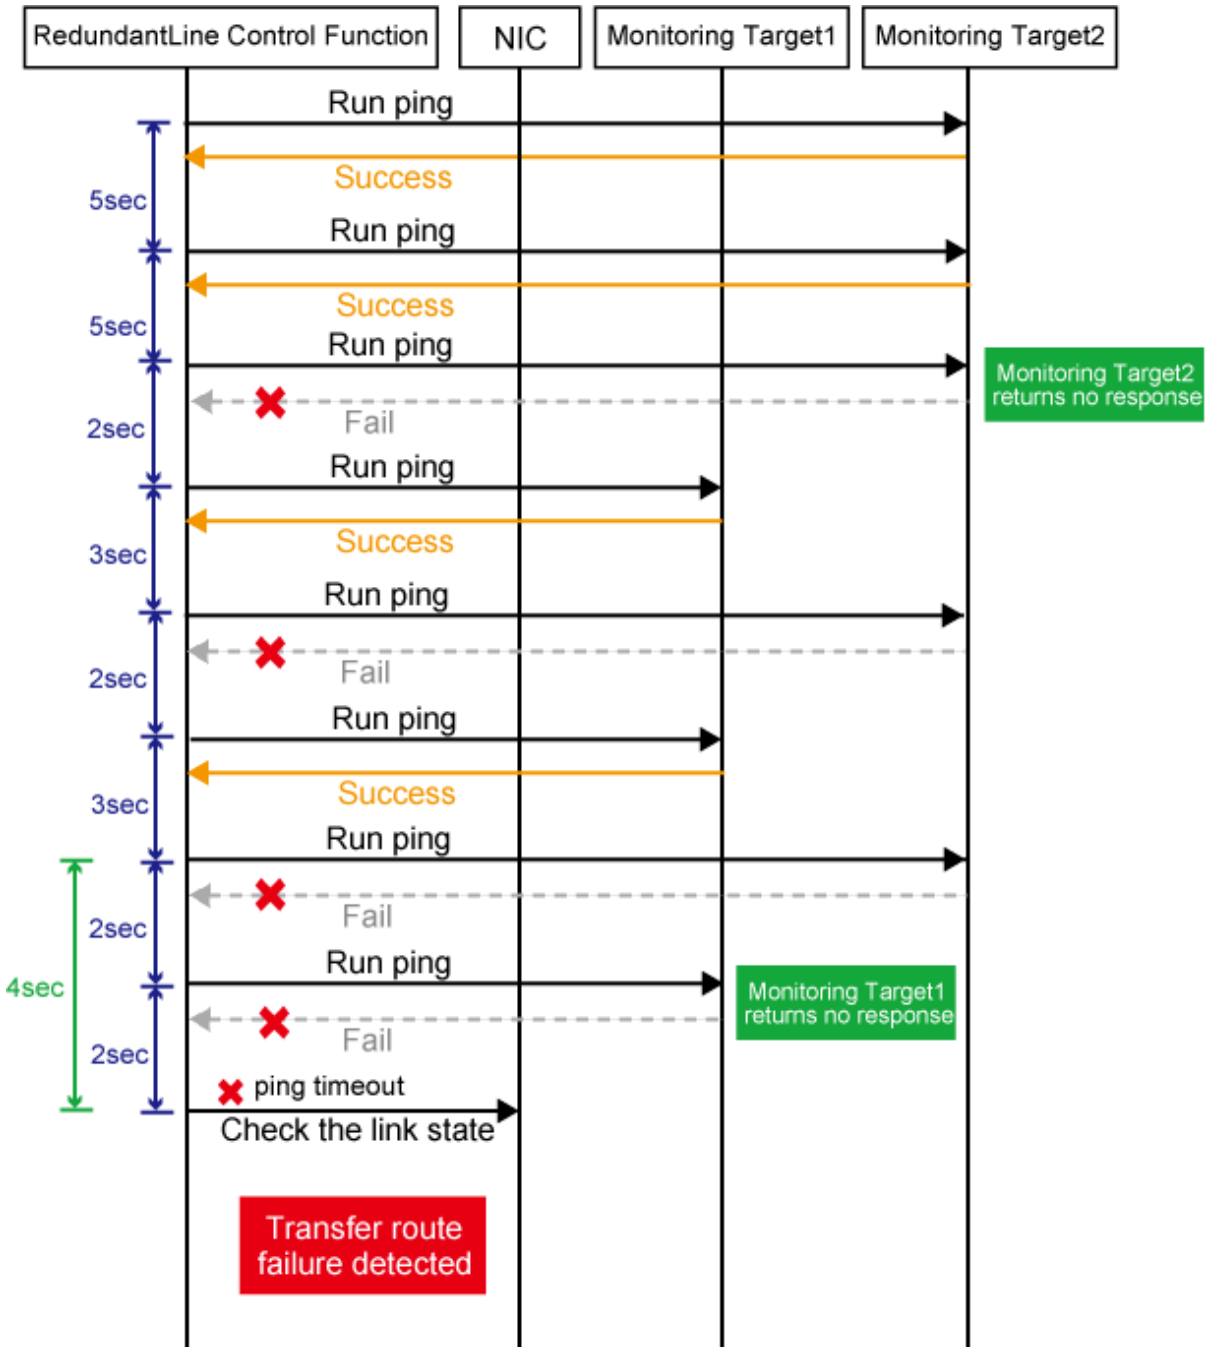 RedundantLine Control Function
NIC
Monitoring Target1
Monitoring Target2
Run ping
Success
5sec
Run ping
Success
5sec
Run ping
Monitoring Target2
returns no response
Fail
2sec
Run ping
Success
3sec
Run ping
Fail
2sec
Run ping
Success
3sec
Run ping
Fail
2sec
Run ping
4sec
Monitoring Target1
returns no response
Fail
2sec
ping timeout
Check the link state
Transfer route
failure detected